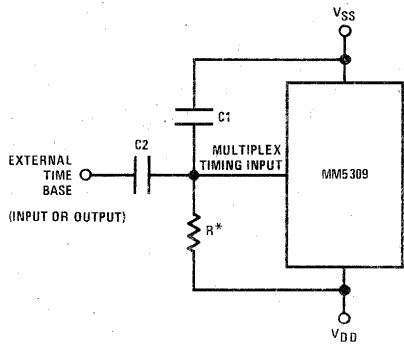 VSS
C1
C2
MULTIPLEX
TIMING INPUT
MM5309
EXTERNAL
TIME
BASE
(INPUT OR OUTPUT)
R*
VDD